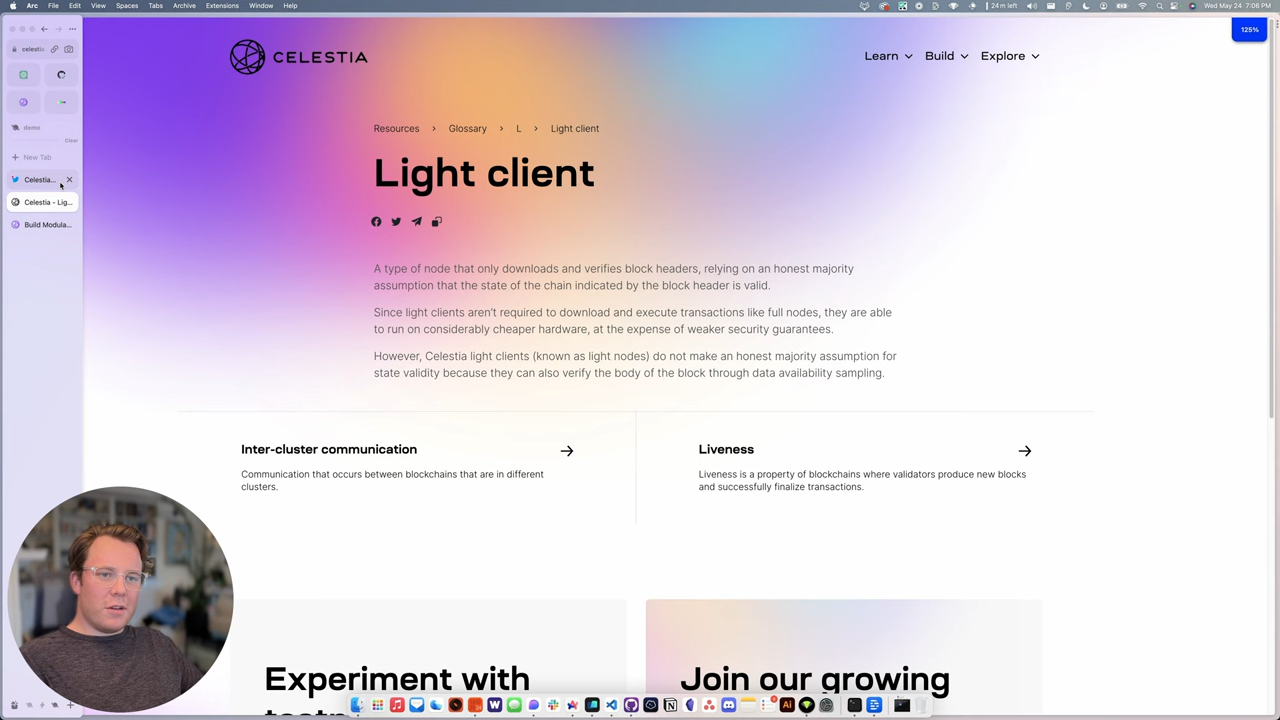 Arc File Edit View Spaces Tabs Archive Extensions Window Help
24 m left
Wed May 24 7:06 PM
125%
celestia
demo
Clear
New Tab
Celestia...
Celestia - Lig...
Build Modula...
CELESTIA
Learn
Build
Explore
Resources > Glossary > L > Light client
Light client
A type of node that only downloads and verifies block headers, relying on an honest majority
assumption that the state of the chain indicated by the block header is valid.
Since light clients aren't required to download and execute transactions like full nodes, they are able
to run on considerably cheaper hardware, at the expense of weaker security guarantees.
However, Celestia light clients (known as light nodes) do not make an honest majority assumption for
state validity because they can also verify the body of the block through data availability sampling.
Inter-cluster communication
Communication that occurs between blockchains that are in different
clusters.
Liveness
Liveness is a property of blockchains where validators produce new blocks
and successfully finalize transactions.
Experiment with
Join our growing